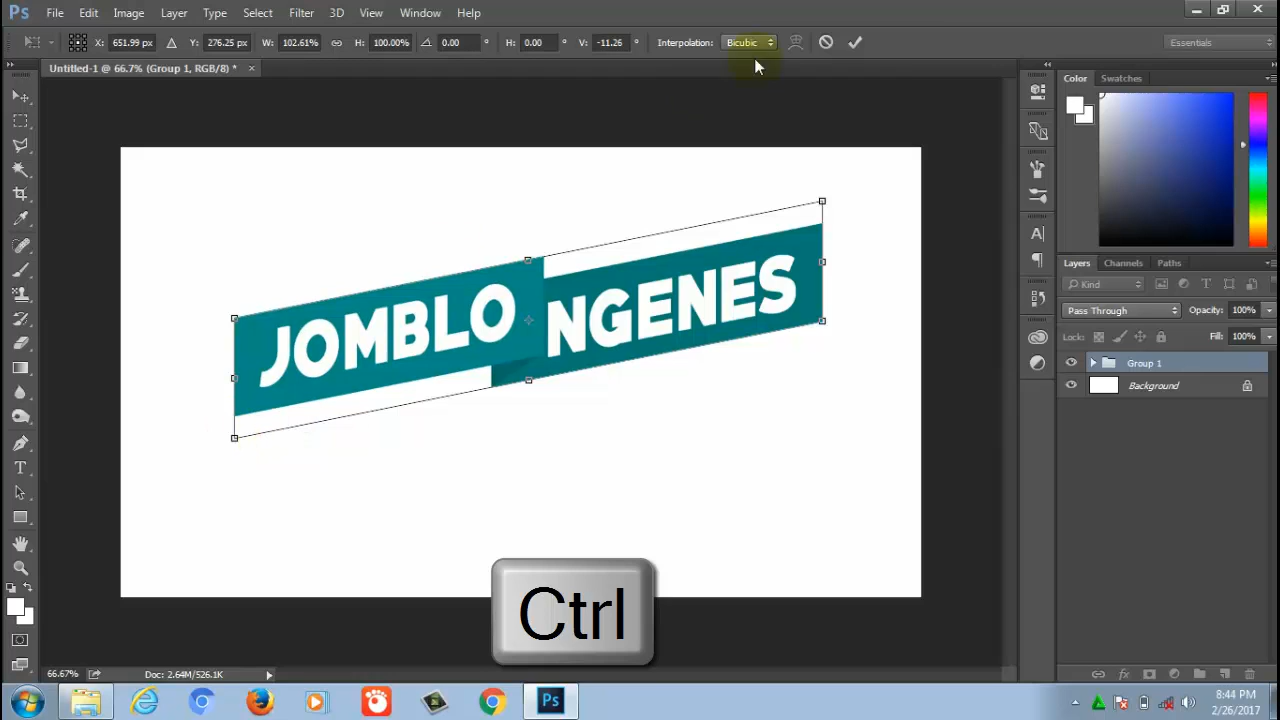 Ps File Edit Image Layer Type Select Filter 3D View Window Help
X: 651.99 px Y: 276.25 px W: 102.61% H: 100.00% 0.00 ° H: 0.00 ° V: -11.26 ° Interpolation: Bicubic Essentials
Untitled-1 @ 66.7% (Group 1, RGB/8) * ×
Color Swatches
JOMBLO NGENES
Layers Channels Paths
Kind
Pass Through Opacity: 100%
Lock: Fill: 100%
Group 1
Background
Ctrl
66.67% Doc: 2.64M/526.1K
Ps
8:44 PM
2/26/2017